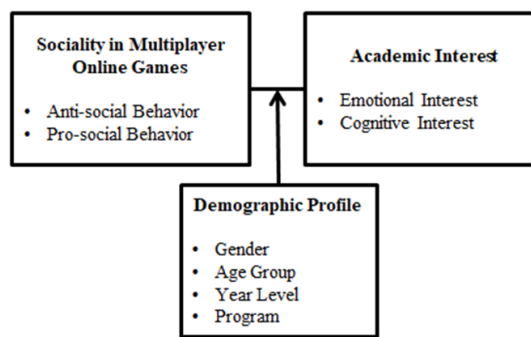 Sociality in Multiplayer
Online Games
• Anti-social Behavior
• Pro-social Behavior
Academic Interest
• Emotional Interest
• Cognitive Interest
Demographic Profile
• Gender
• Age Group
• Year Level
• Program